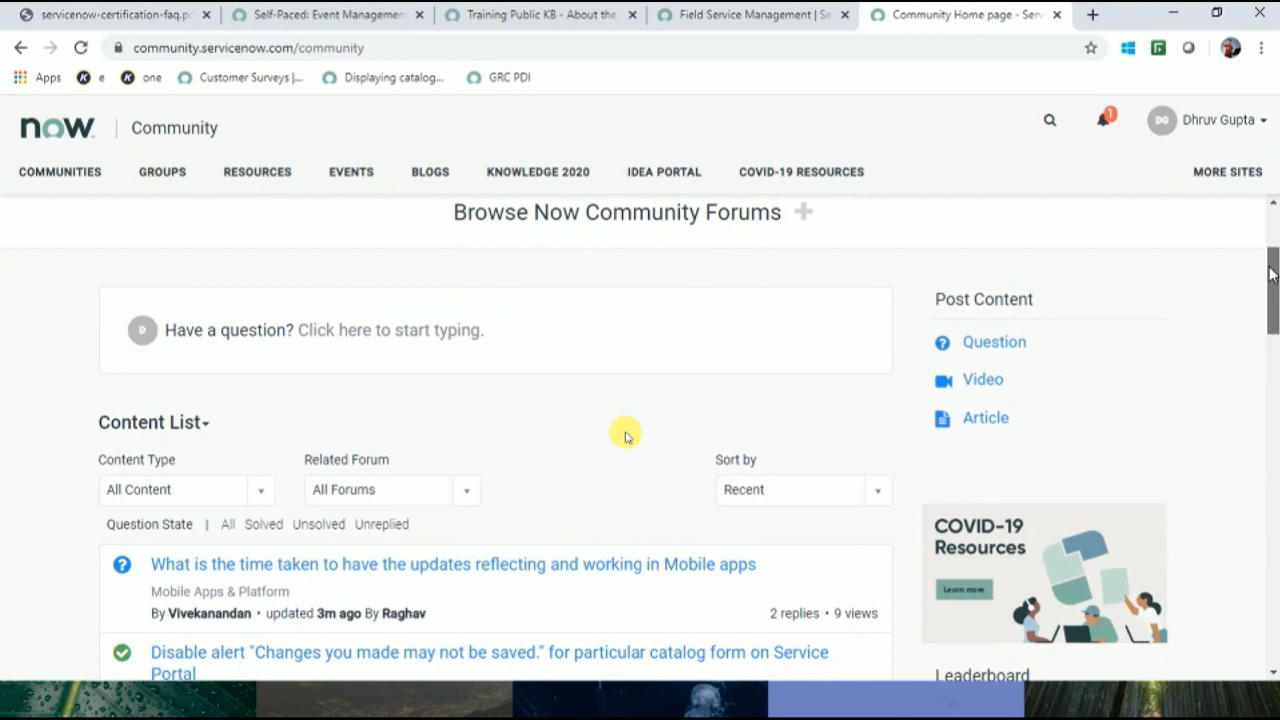 servicenow-certification-faq.pd
Self-Paced: Event Managemen
Training Public KB - About the
Field Service Management | Se
Community Home page - Serv
community.servicenow.com/community
Apps
e
one
Customer Surveys |...
Displaying catalog...
GRC PDI
now
Community
1
DG
Dhruv Gupta
COMMUNITIES
GROUPS
RESOURCES
EVENTS
BLOGS
KNOWLEDGE 2020
IDEA PORTAL
COVID-19 RESOURCES
MORE SITES
Browse Now Community Forums
D
Have a question? Click here to start typing.
Post Content
Question
Video
Article
Content List
Content Type
Related Forum
Sort by
All Content
All Forums
Recent
Question State | All Solved Unsolved Unreplied
What is the time taken to have the updates reflecting and working in Mobile apps
Mobile Apps & Platform
By Vivekanandan • updated 3m ago By Raghav
2 replies • 9 views
Disable alert "Changes you made may not be saved." for particular catalog form on Service
Portal
COVID-19
Resources
Learn more
Leaderboard